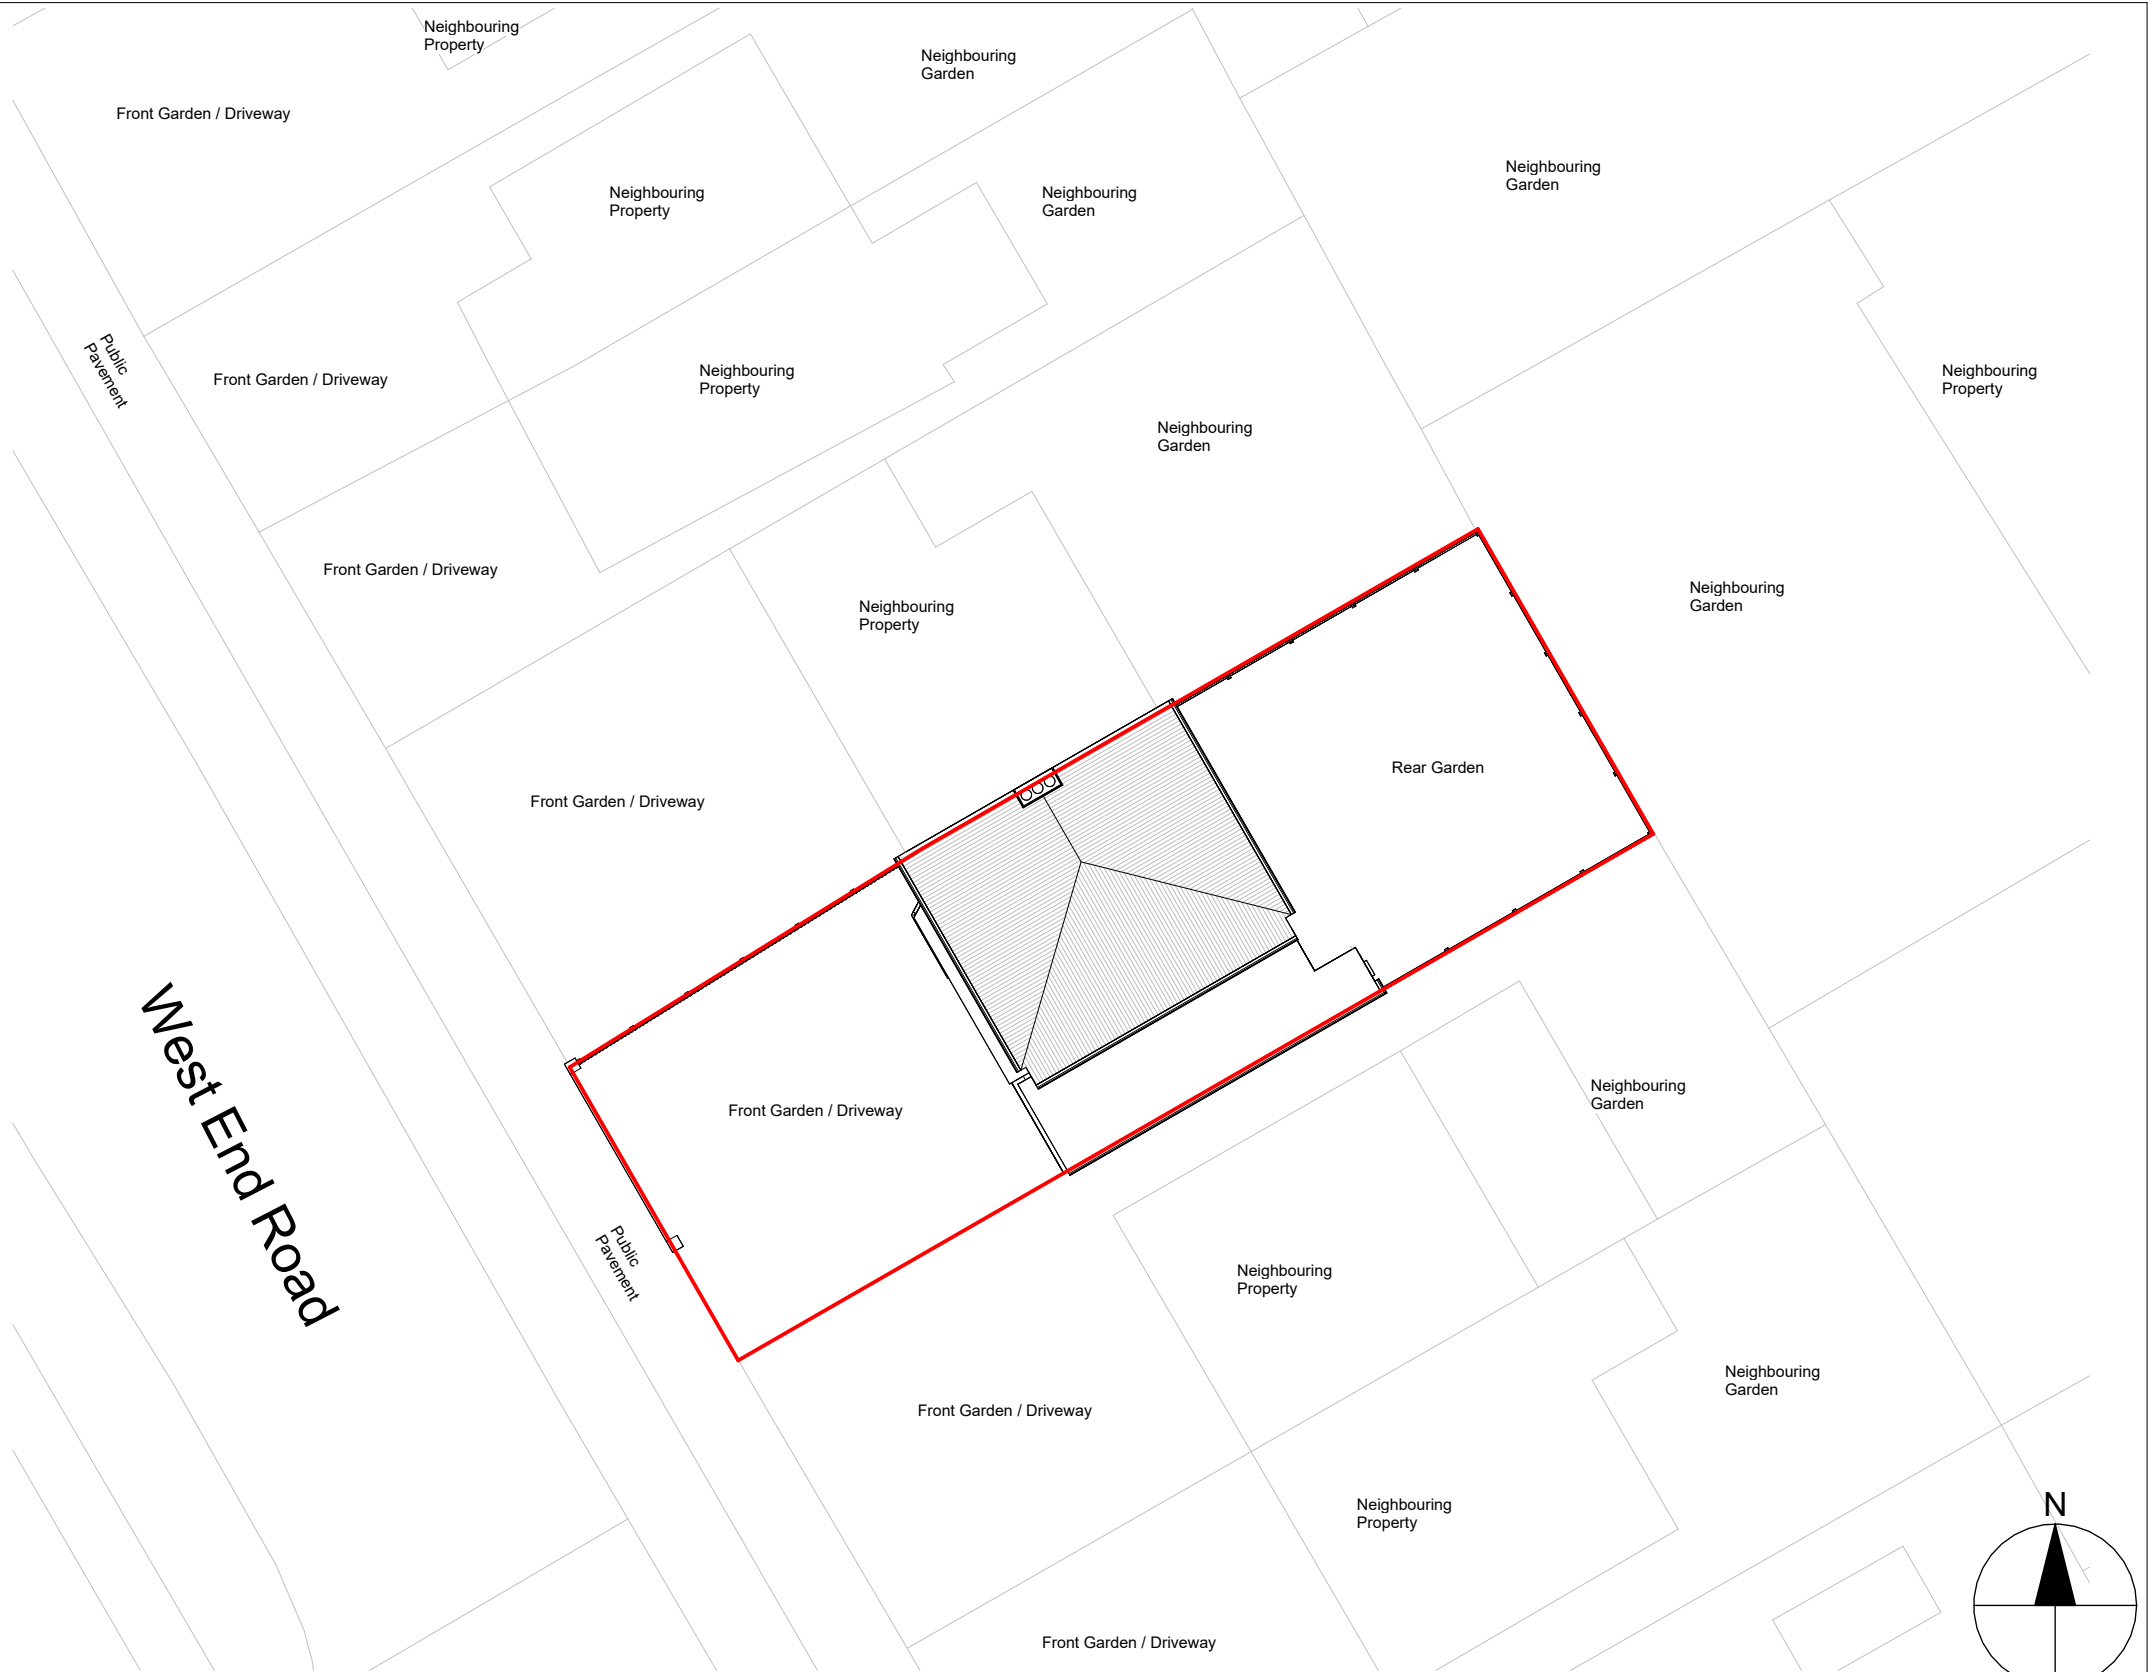 Neighbouring
Property
Neighbouring
Garden
Front Garden / Driveway
Neighbouring
Garden
Neighbouring
Property
Neighbouring
Garden
Public
Pavement
Front Garden / Driveway
Neighbouring
Property
Neighbouring
Property
Neighbouring
Garden
Front Garden / Driveway
Neighbouring
Property
Neighbouring
Garden
Rear Garden
Front Garden / Driveway
West End Road
Front Garden / Driveway
Neighbouring
Garden
Public
Pavement
Neighbouring
Property
Neighbouring
Garden
Front Garden / Driveway
Neighbouring
Property
N
Front Garden / Driveway